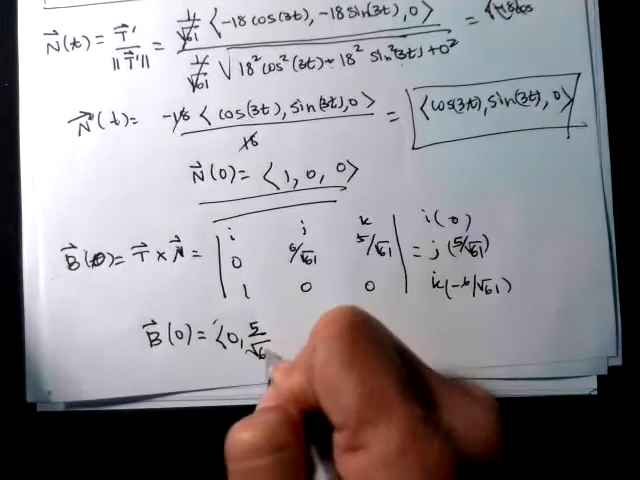 N⃗(t) = T⃗' / ||T⃗'|| = 1/√61 ⟨-18 cos(3t), -18 sin(3t), 0⟩ / 1/√61 √18² cos²(3t) + 18² sin²(3t) + 0² =
N⃗(t) = -18 ⟨cos(3t), sin(3t), 0⟩ / 18 = ⟨cos(3t), sin(3t), 0⟩
N⃗(0) = ⟨1, 0, 0⟩
i j k i(0)
B⃗(0) = T⃗ × N⃗ = | 0 6/√61 5/√61 | = j(5/√61)
1 0 0 k(-6/√61)
B⃗(0) = ⟨0, 5/√6